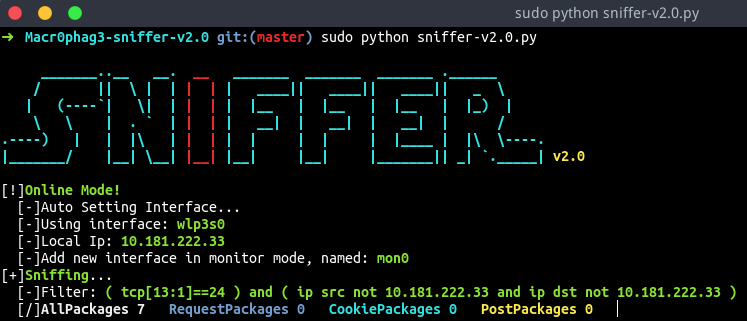 sudo python sniffer-v2.0.py
➜ Macr0phag3-sniffer-v2.0 git:(master) sudo python sniffer-v2.0.py
SNIFFER v2.0
[!]Online Mode!
[-]Auto Setting Interface...
[-]Using interface: wlp3s0
[-]Local Ip: 10.181.222.33
[-]Add new interface in monitor mode, named: mon0
[+]Sniffing...
[-]Filter: ( tcp[13:1]==24 ) and ( ip src not 10.181.222.33 and ip dst not 10.181.222.33 )
[/]AllPackages 7 RequestPackages 0 CookiePackages 0 PostPackages 0